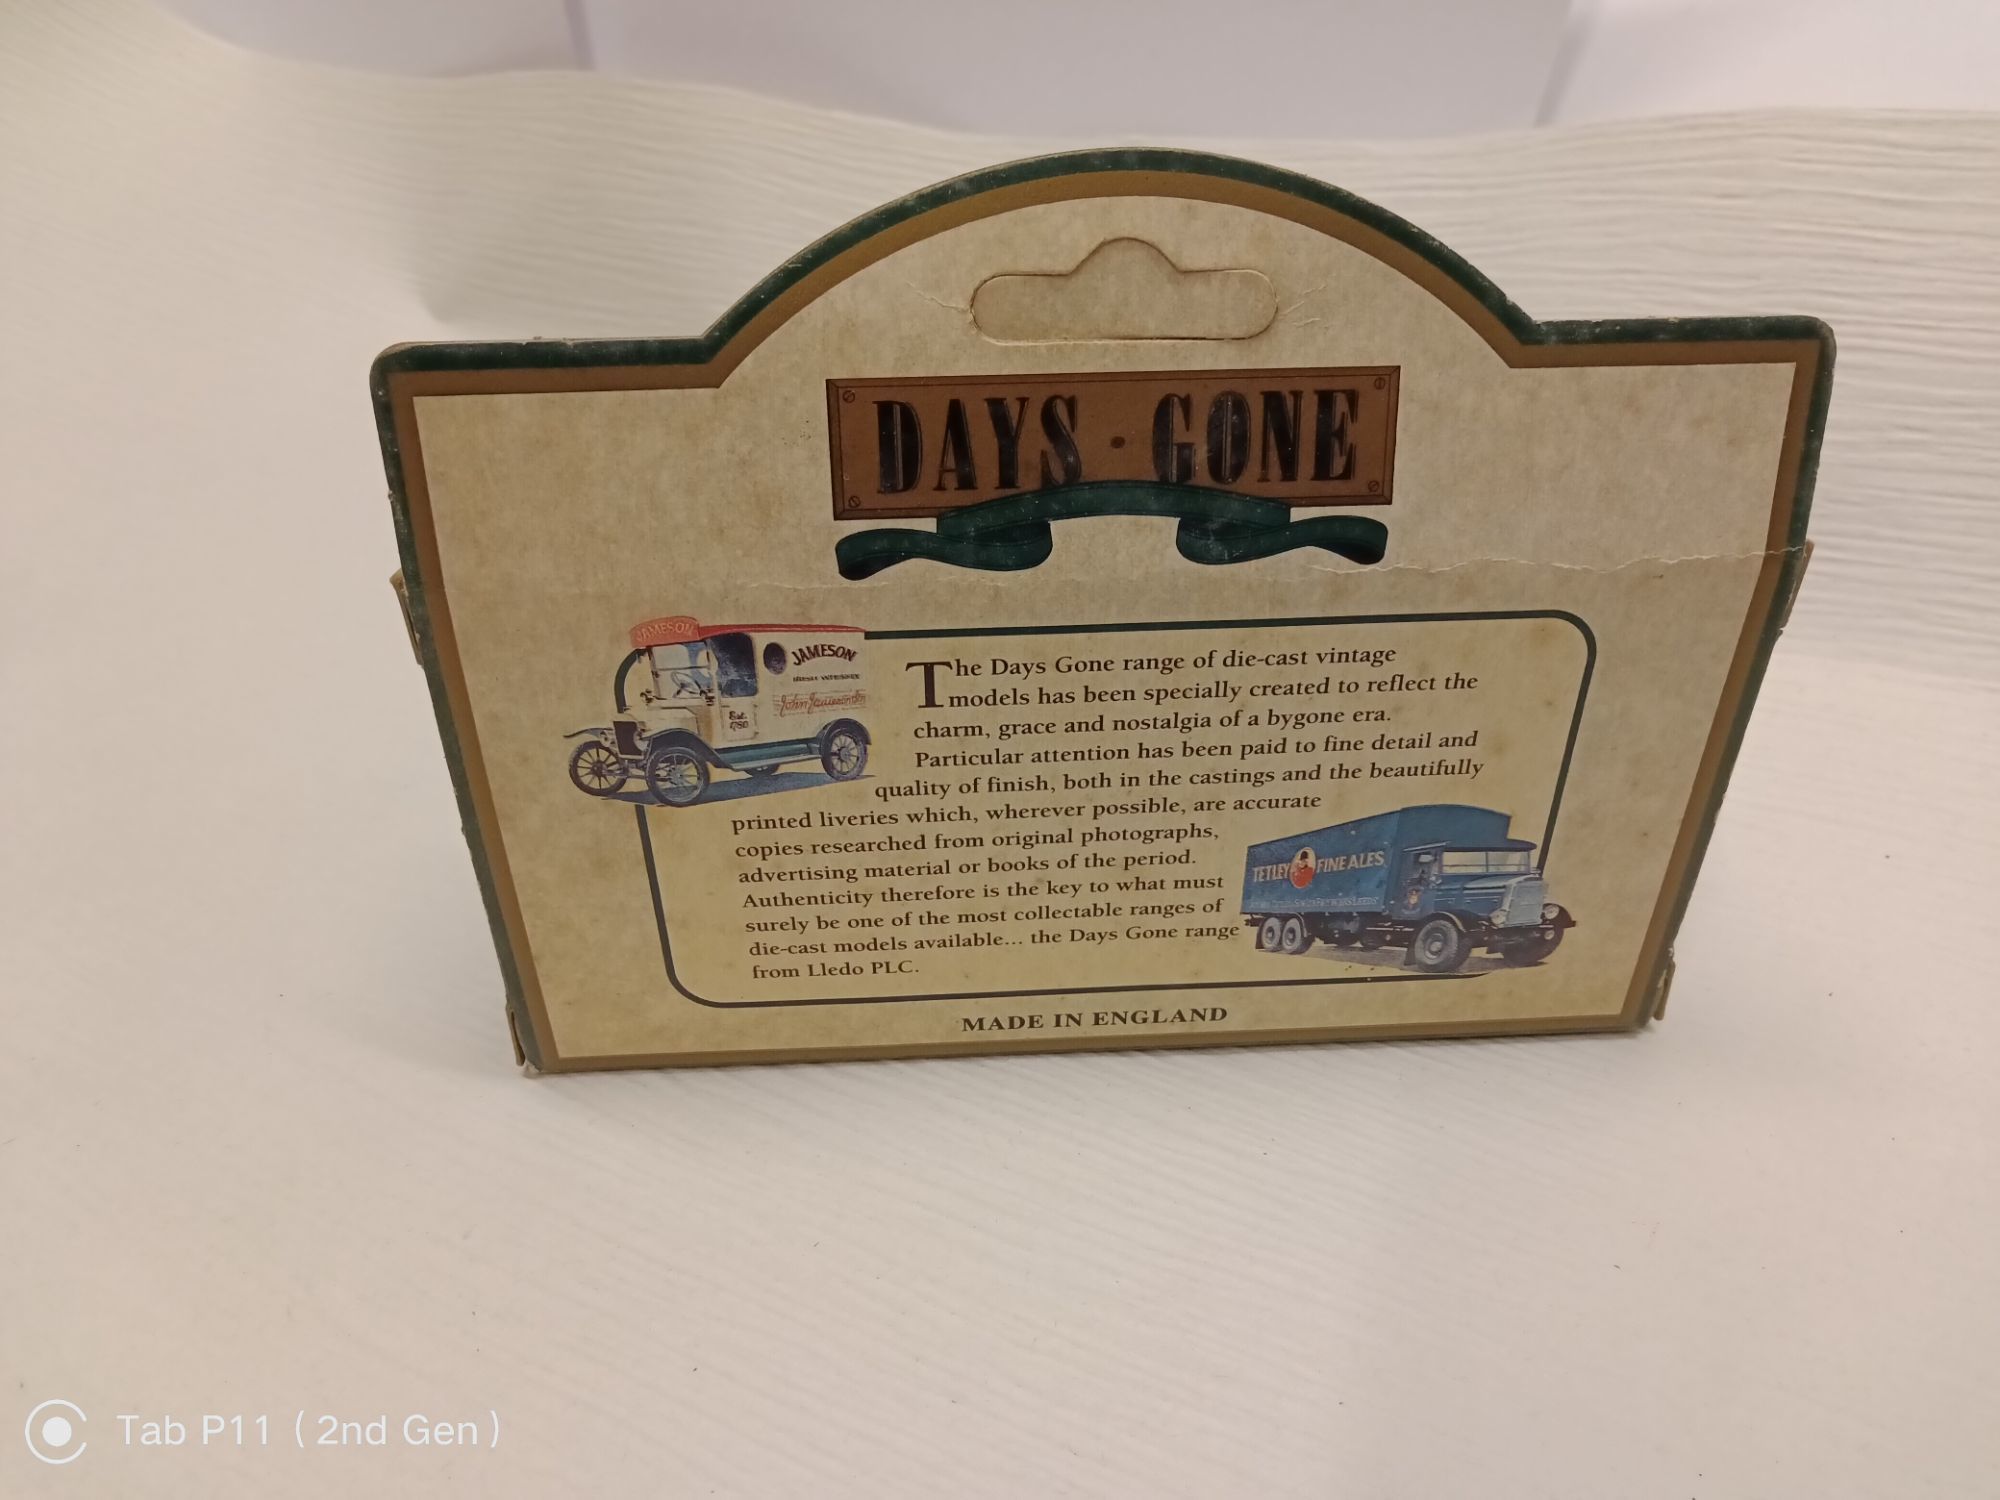 DAYS · GONE
JAMESON
JAMESON
IRISH WHISKEY
Est.
1780
The Days Gone range of die-cast vintage
models has been specially created to reflect the
charm, grace and nostalgia of a bygone era.
Particular attention has been paid to fine detail and
quality of finish, both in the castings and the beautifully
printed liveries which, wherever possible, are accurate
copies researched from original photographs,
advertising material or books of the period.
Authenticity therefore is the key to what must
surely be one of the most collectable ranges of
die-cast models available... the Days Gone range
from Lledo PLC.
TETLEY FINE ALES
MADE IN ENGLAND
Tab P11 (2nd Gen)